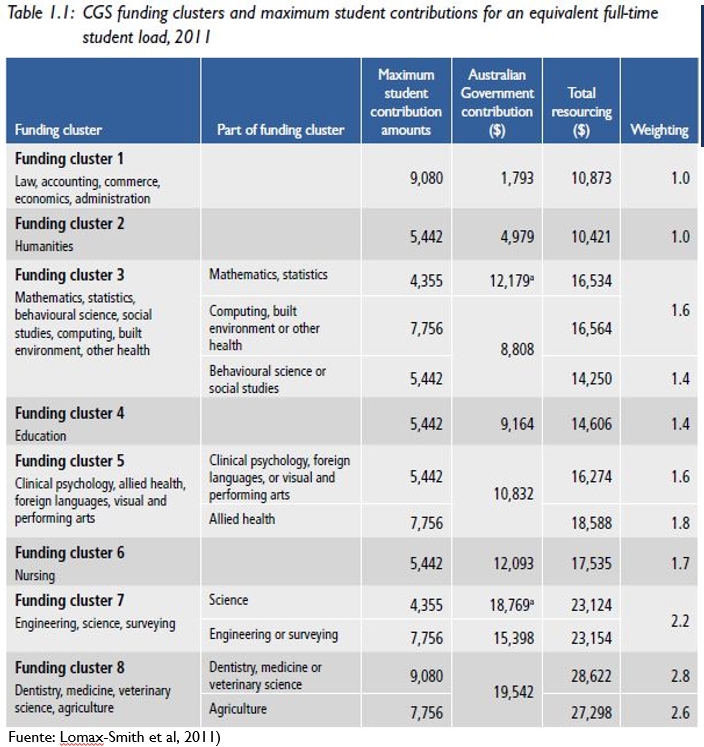 Table 1.1: CGS funding clusters and maximum student contributions for an equivalent full-time
student load, 2011
Funding cluster
Part of funding cluster
Maximum
student
contribution
amounts
Australian
Government
contribution
($)
Total
resourcing
($)
Weighting
Funding cluster 1
Law, accounting, commerce,
economics, administration
9,080
1,793
10,873
1.0
Funding cluster 2
Humanities
5,442
4,979
10,421
1.0
Funding cluster 3
Mathematics, statistics,
behavioural science, social
studies, computing, built
environment, other health
Mathematics, statistics
4,355
12,179ᵃ
16,534
1.6
Computing, built
environment or other
health
7,756
8,808
16,564
Behavioural science or
social studies
5,442
14,250
1.4
Funding cluster 4
Education
5,442
9,164
14,606
1.4
Funding cluster 5
Clinical psychology, allied health,
foreign languages, visual and
performing arts
Clinical psychology, foreign
languages, or visual and
performing arts
5,442
10,832
16,274
1.6
Allied health
7,756
18,588
1.8
Funding cluster 6
Nursing
5,442
12,093
17,535
1.7
Funding cluster 7
Engineering, science, surveying
Science
4,355
18,769ᵃ
23,124
2.2
Engineering or surveying
7,756
15,398
23,154
Funding cluster 8
Dentistry, medicine, veterinary
science, agriculture
Dentistry, medicine or
veterinary science
9,080
19,542
28,622
2.8
Agriculture
7,756
27,298
2.6
Fuente: Lomax-Smith et al, 2011)